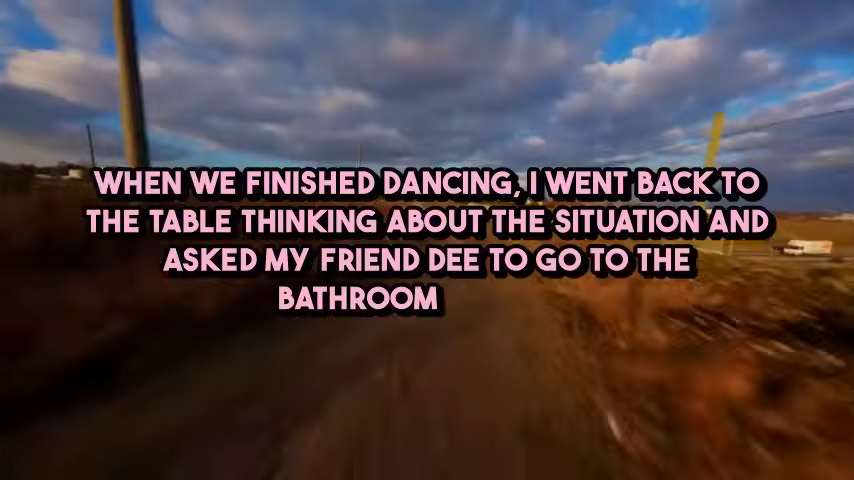 WHEN WE FINISHED DANCING, I WENT BACK TO
THE TABLE THINKING ABOUT THE SITUATION AND
ASKED MY FRIEND DEE TO GO TO THE
BATHROOM